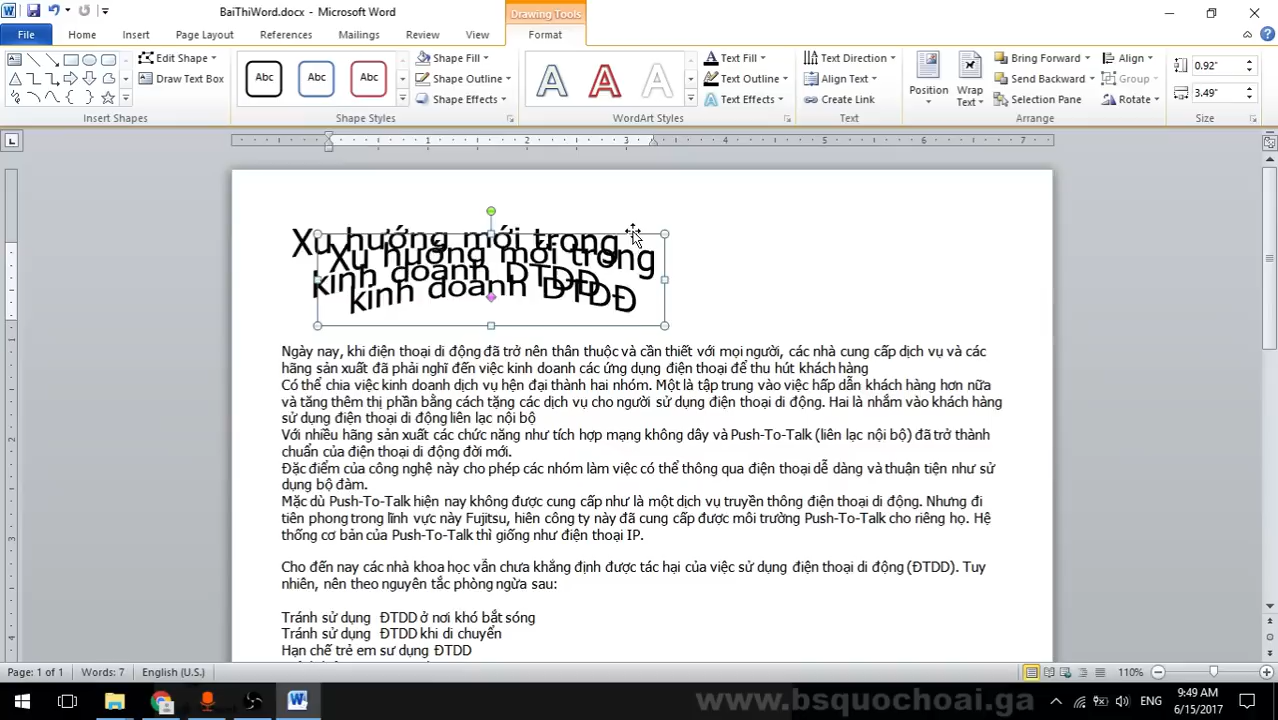 BaiThiWord.docx - Microsoft Word
Drawing Tools
File Home Insert Page Layout References Mailings Review View Format
Edit Shape
Draw Text Box
Insert Shapes
Abc Abc Abc
Shape Fill
Shape Outline
Shape Effects
Shape Styles
A A A
Text Fill
Text Outline
Text Effects
WordArt Styles
Text Direction
Align Text
Create Link
Text
Position
Wrap Text
Bring Forward
Send Backward
Selection Pane
Align
Group
Rotate
Arrange
0.92"
3.49"
Size
1 2 3 4 5 6 7
Xu hướng mới trong
kinh doanh DTDĐ
Xu hướng mới trong
kinh doanh DTDĐ
Ngày nay, khi điện thoại di động đã trở nên thân thuộc và cần thiết với mọi người, các nhà cung cấp dịch vụ và các
hãng sản xuất đã phải nghĩ đến việc kinh doanh các ứng dụng điện thoại để thu hút khách hàng
Có thể chia việc kinh doanh dịch vụ hện đại thành hai nhóm. Một là tập trung vào việc hấp dẫn khách hàng hơn nữa
và tăng thêm thị phần bằng cách tặng các dịch vụ cho người sử dụng điện thoại di động. Hai là nhắm vào khách hàng
sử dụng điện thoại di động liên lạc nội bộ
Với nhiều hãng sản xuất các chức năng như tích hợp mạng không dây và Push-To-Talk (liên lạc nội bộ) đã trở thành
chuẩn của điện thoại di động đời mới.
Đặc điểm của công nghệ này cho phép các nhóm làm việc có thể thông qua điện thoại dễ dàng và thuận tiện như sử
dụng bộ đàm.
Mặc dù Push-To-Talk hiện nay không được cung cấp như là một dịch vụ truyền thông điện thoại di động. Nhưng đi
tiên phong trong lĩnh vực này Fujitsu, hiên công ty này đã cung cấp được môi trường Push-To-Talk cho riêng họ. Hệ
thống cơ bản của Push-To-Talk thì giống như điện thoại IP.
Cho đến nay các nhà khoa học vẫn chưa khẳng định được tác hại của việc sử dụng điện thoại di động (ĐTDD). Tuy
nhiên, nên theo nguyên tắc phòng ngừa sau:
Tránh sử dụng ĐTDD ở nơi khó bắt sóng
Tránh sử dụng ĐTDD khi di chuyển
Hạn chế trẻ em sư dụng ĐTDD
Page: 1 of 1
Words: 7
English (U.S.)
110%
www.bsquochoai.ga
ENG
9:49 AM
6/15/2017